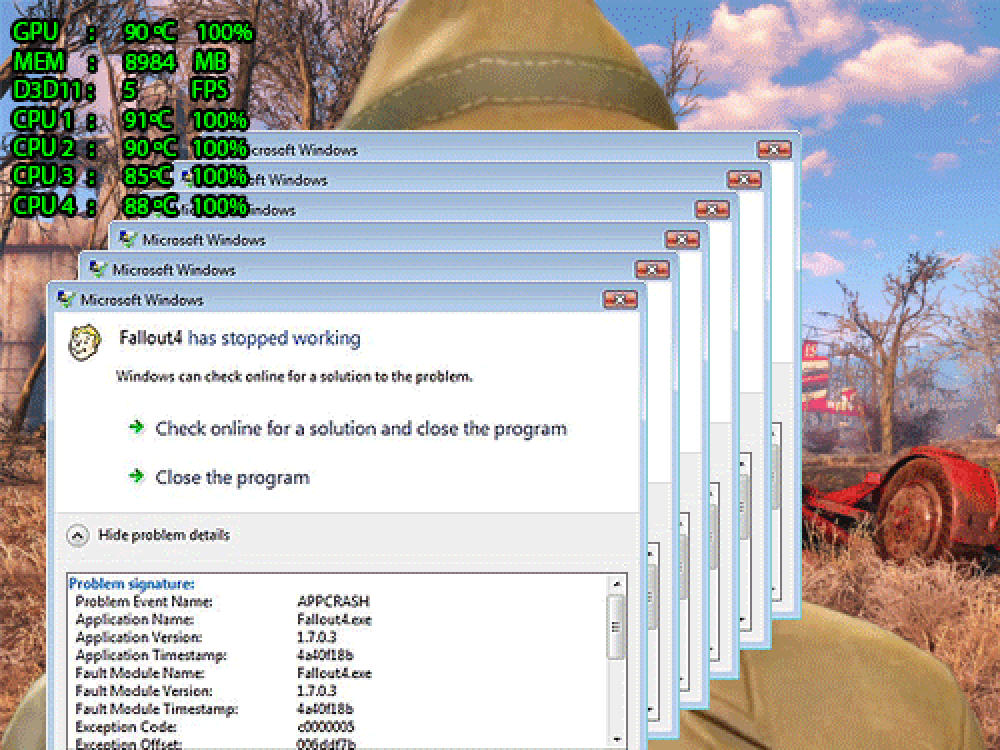 GPU : 90 ºC 100%
MEM : 8984 MB
D3D11 : 5 FPS
CPU 1 : 91ºC 100%
CPU 2 : 90 ºC 100%
CPU 3 : 85ºC 100%
CPU 4 : 88 ºC 100%
crosoft Windows
oft Windows
Windows
Microsoft Windows
Microsoft Windows
Microsoft Windows
Fallout4 has stopped working
Windows can check online for a solution to the problem.
Check online for a solution and close the program
Close the program
Hide problem details
Problem signature:
Problem Event Name: APPCRASH
Application Name: Fallout4.exe
Application Version: 1.7.0.3
Application Timestamp: 4a40f18b
Fault Module Name: Fallout4.exe
Fault Module Version: 1.7.0.3
Fault Module Timestamp: 4a40f18b
Exception Code: c0000005
Exception Offset: 006ddf7b